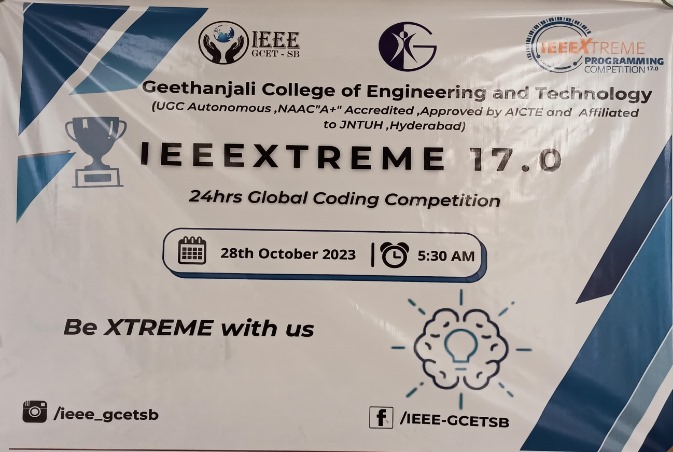 IEEE
GCET - SB
G
IEEEXTREME
PROGRAMMING
COMPETITION 17.0
Geethanjali College of Engineering and Technology
(UGC Autonomous ,NAAC"A+" Accredited ,Approved by AICTE and Affiliated
to JNTUH ,Hyderabad)
IEEEXTREME 17.0
24hrs Global Coding Competition
28th October 2023 | 5:30 AM
Be XTREME with us
/ieee_gcetsb
f /IEEE-GCETSB